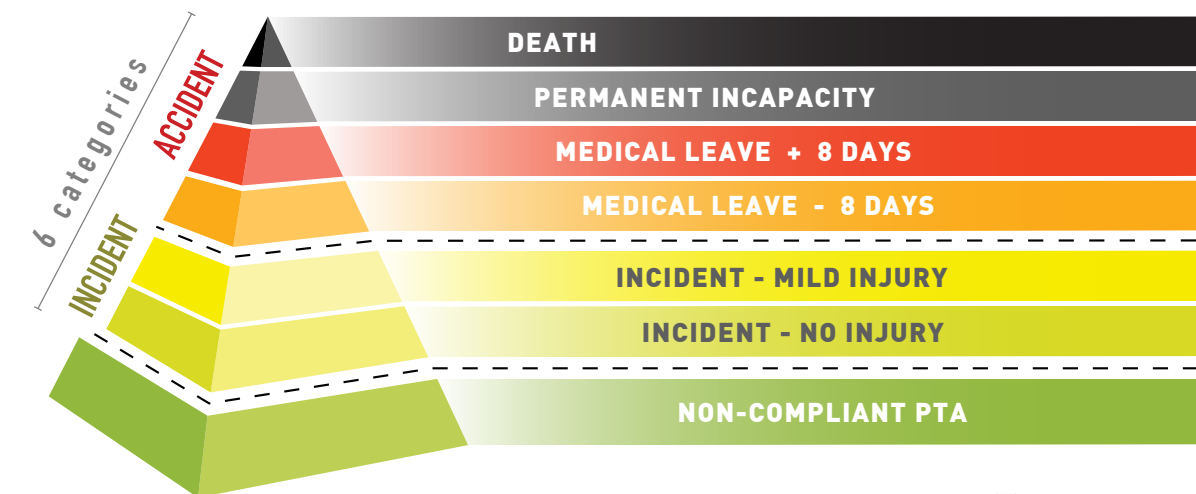 6 categories
ACCIDENT
INCIDENT
DEATH
PERMANENT INCAPACITY
MEDICAL LEAVE + 8 DAYS
MEDICAL LEAVE - 8 DAYS
INCIDENT - MILD INJURY
INCIDENT - NO INJURY
NON-COMPLIANT PTA